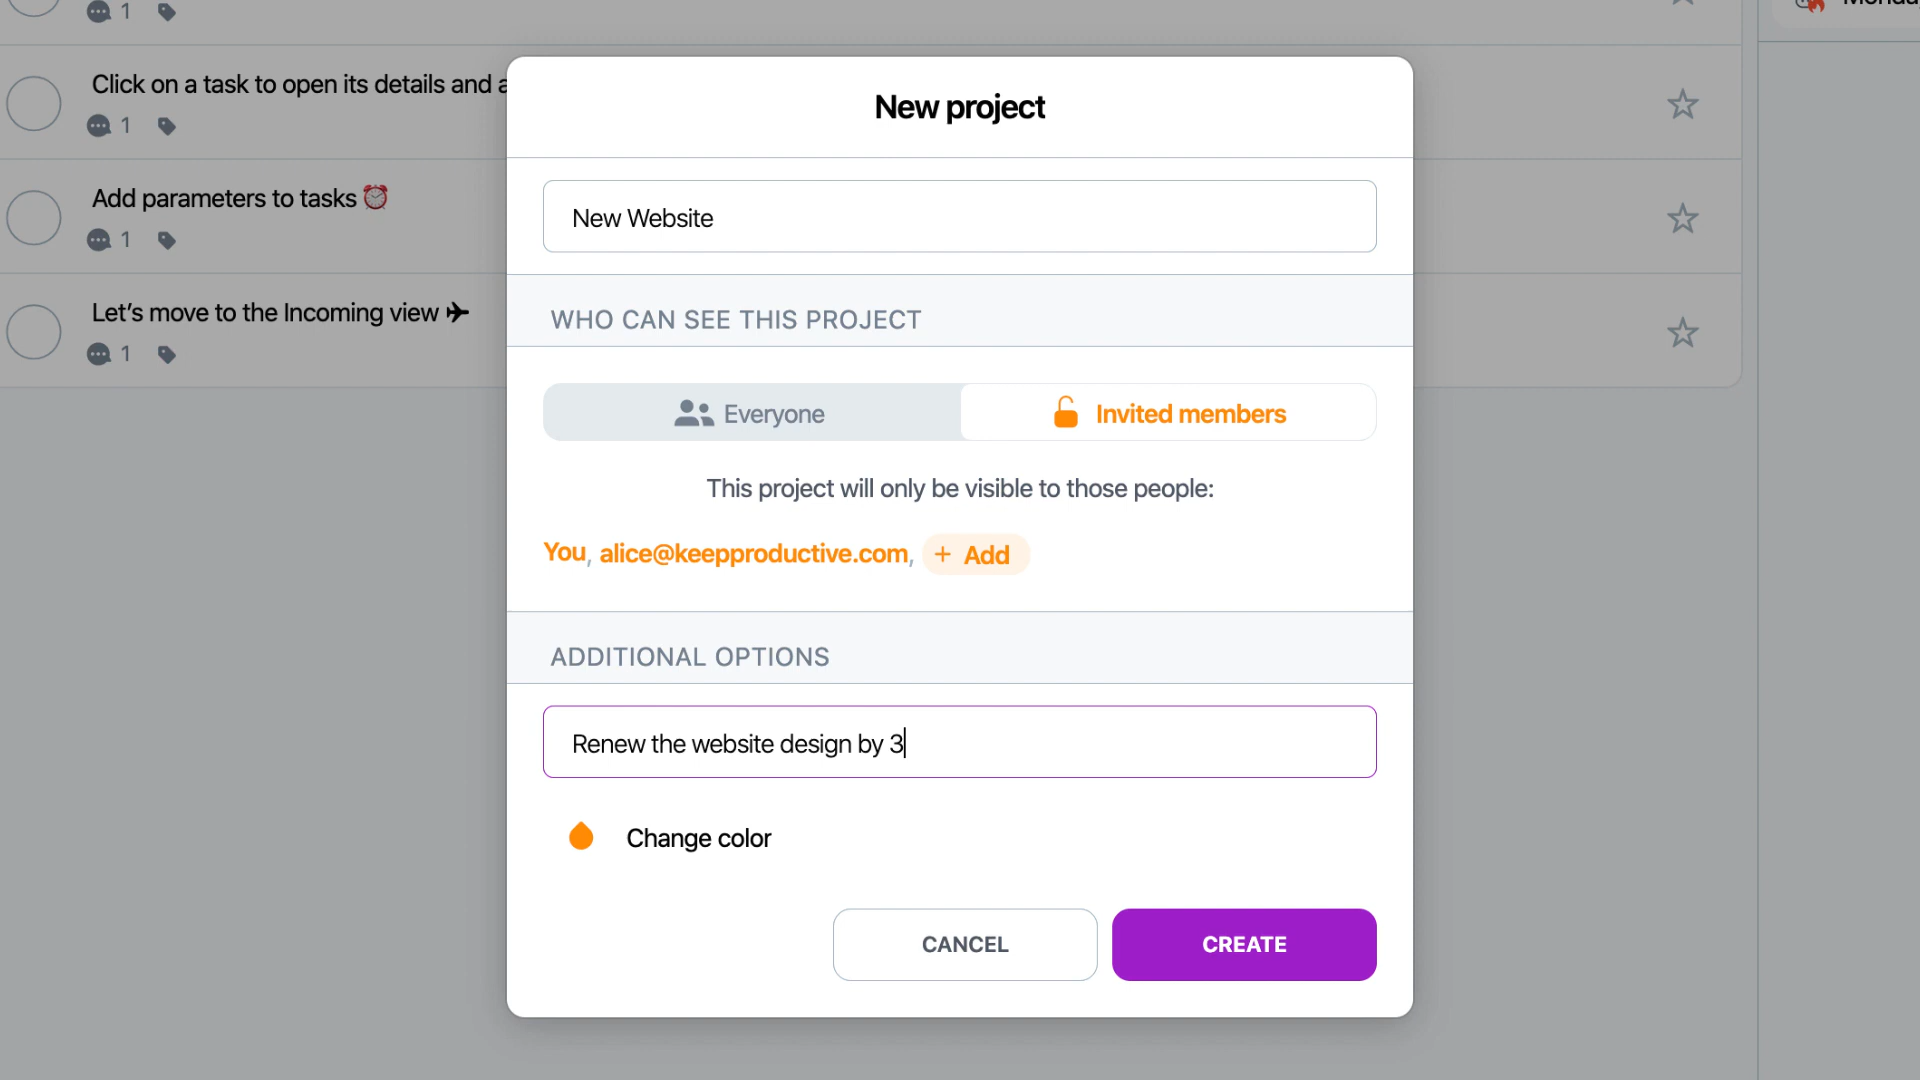 1
Click on a task to open its details and
1
Add parameters to tasks ⏰
1
Let’s move to the Incoming view ✈
1
New project
New Website
WHO CAN SEE THIS PROJECT
Everyone
Invited members
This project will only be visible to those people:
You, alice@keepproductive.com, + Add
ADDITIONAL OPTIONS
Renew the website design by 3
Change color
CANCEL
CREATE